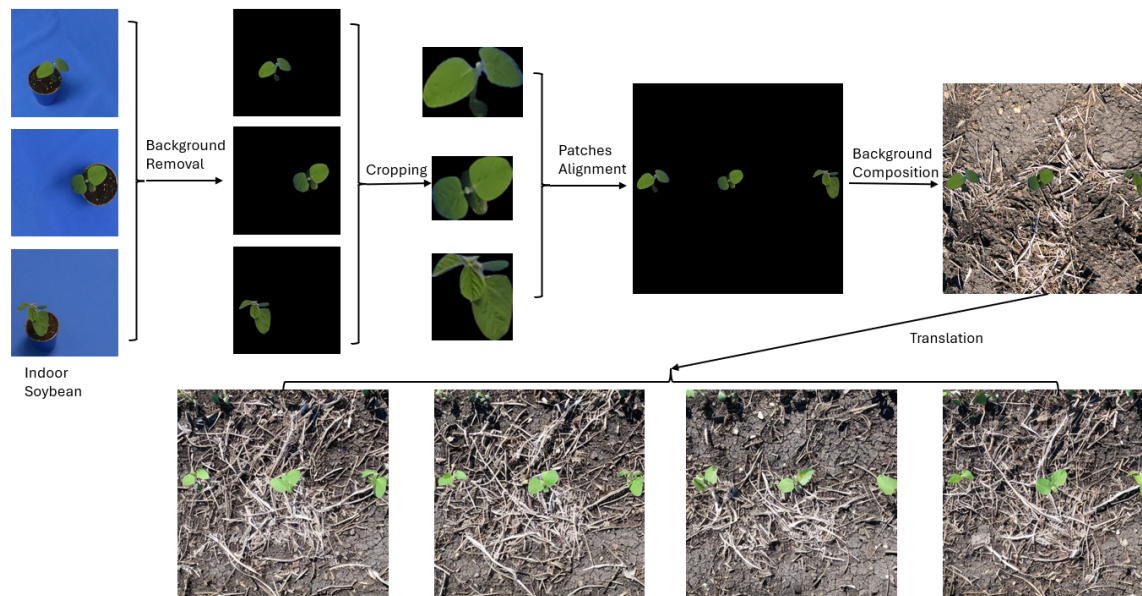 Background
Removal
Cropping
Patches
Alignment
Background
Composition
Translation
Indoor
Soybean